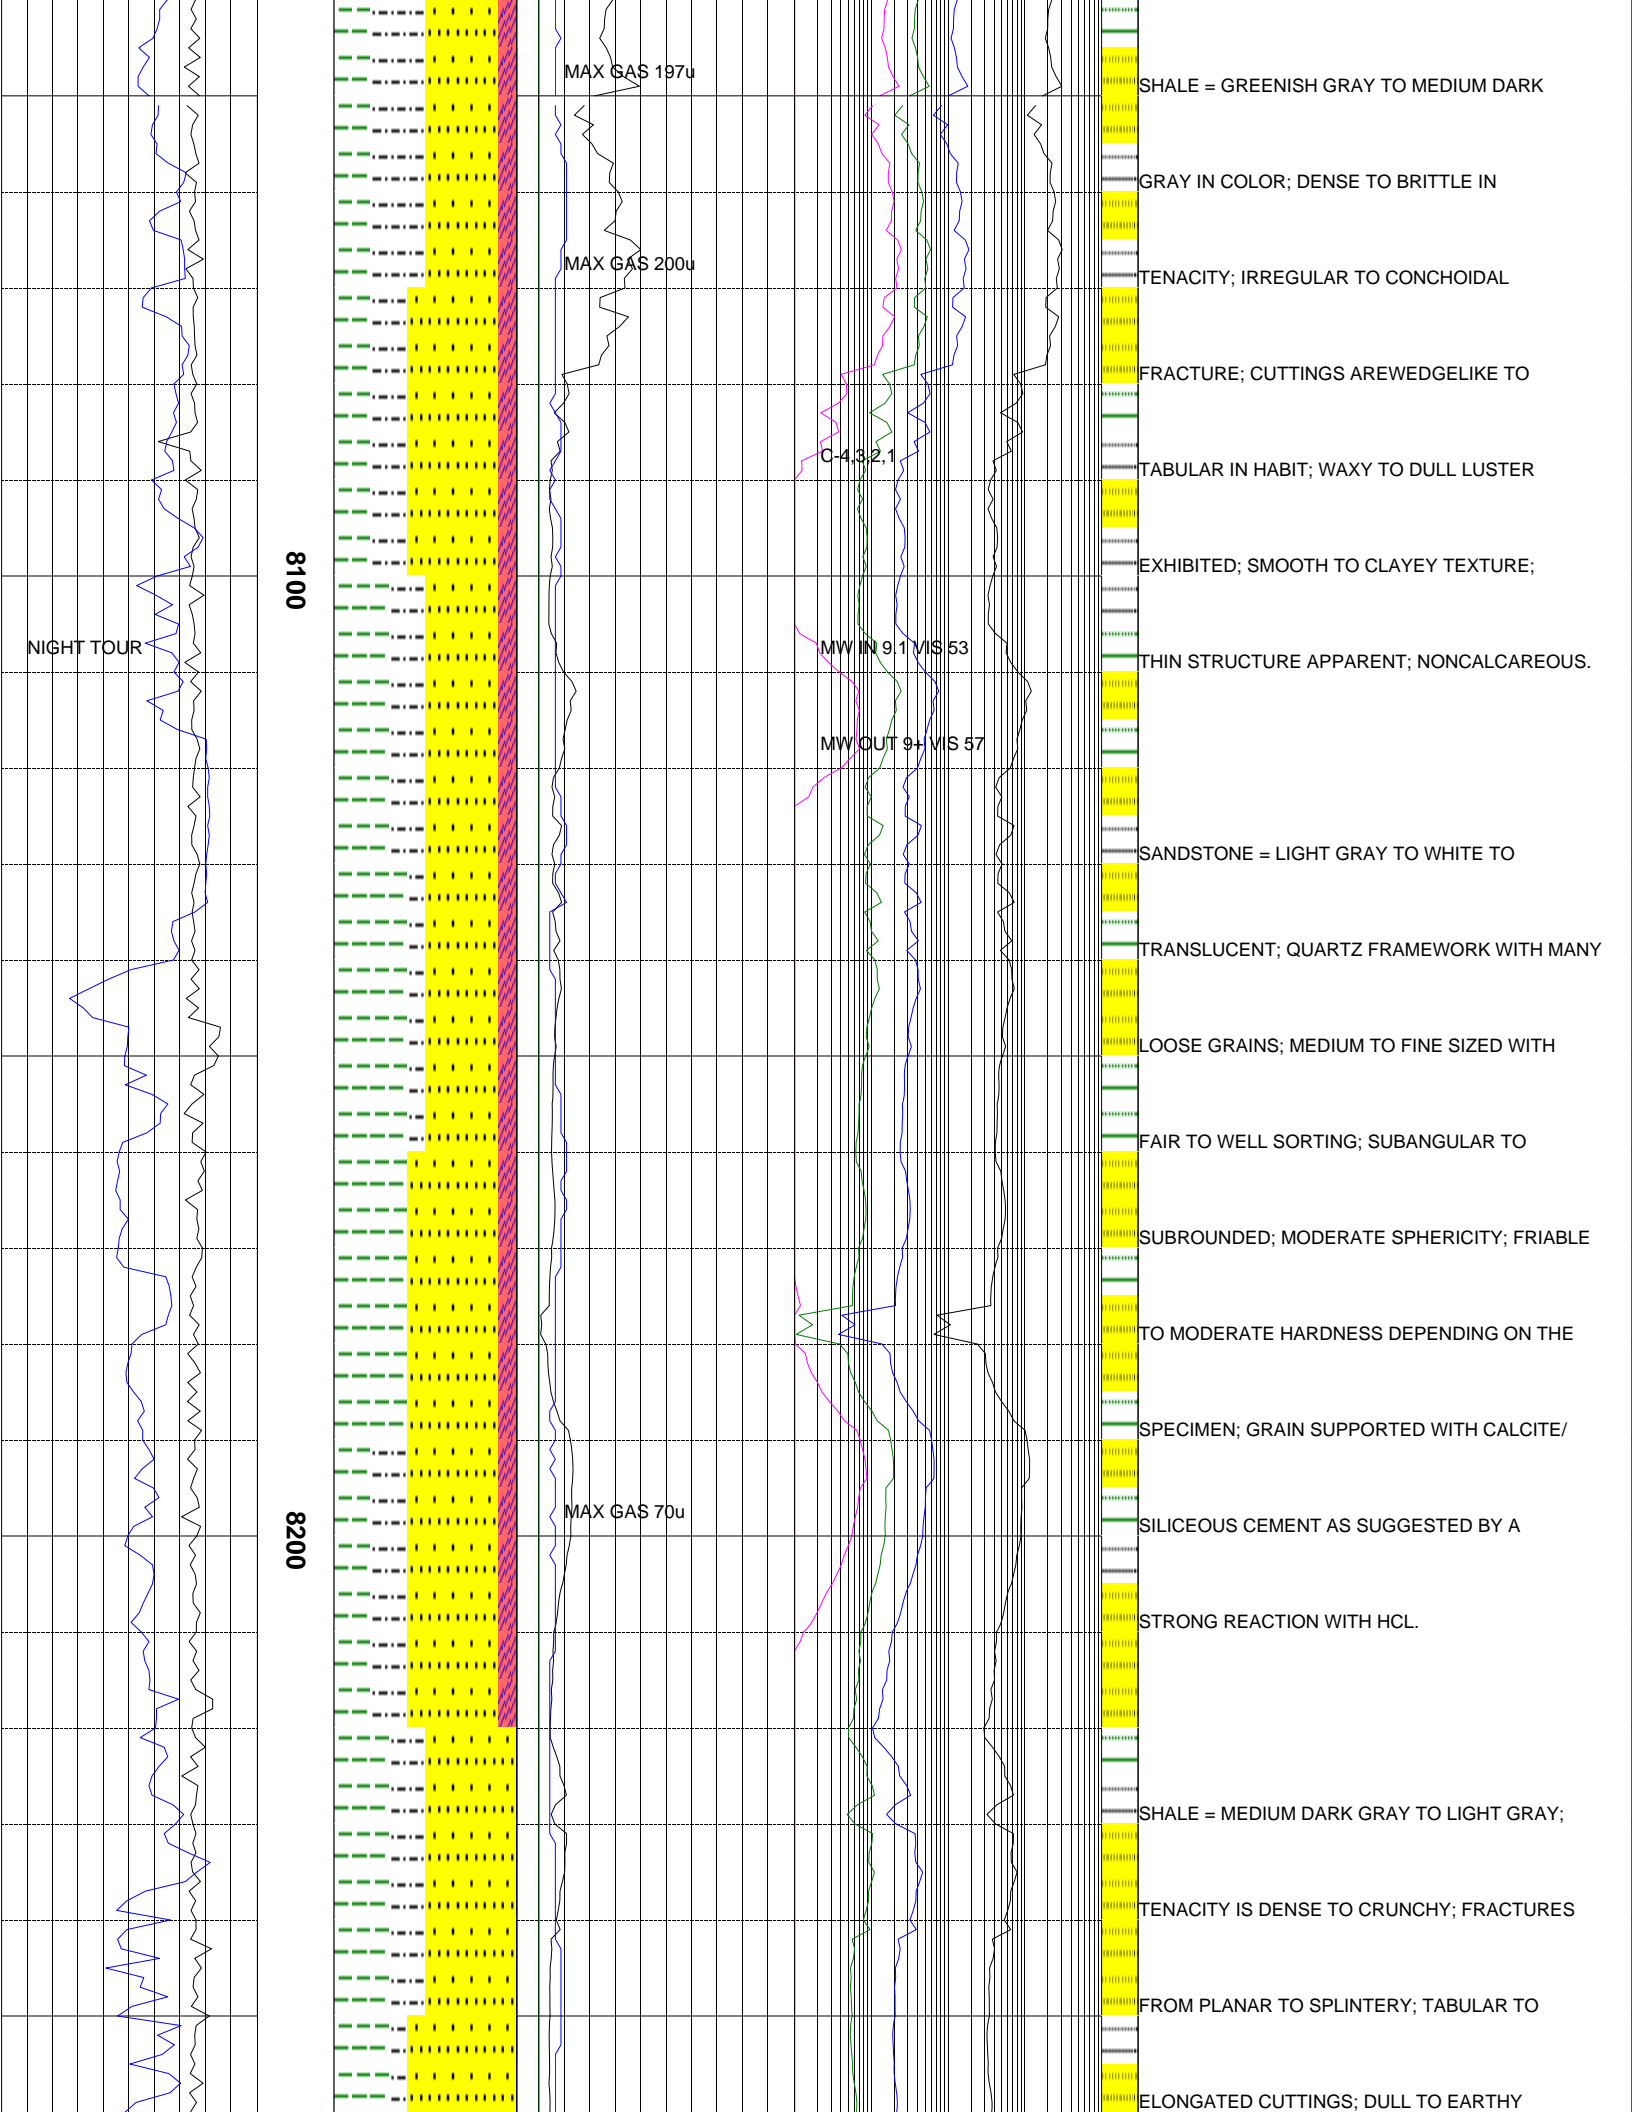 MAX GAS 197u
SHALE = GREENISH GRAY TO MEDIUM DARK
GRAY IN COLOR; DENSE TO BRITTLE IN
MAX GAS 200u
TENACITY; IRREGULAR TO CONCHOIDAL
FRACTURE; CUTTINGS AREWEDGELIKE TO
C-4,3,2,1
TABULAR IN HABIT; WAXY TO DULL LUSTER
EXHIBITED; SMOOTH TO CLAYEY TEXTURE;
8100
NIGHT TOUR
MW IN 9.1 VIS 53
THIN STRUCTURE APPARENT; NONCALCAREOUS.
MW OUT 9+ VIS 57
SANDSTONE = LIGHT GRAY TO WHITE TO
TRANSLUCENT; QUARTZ FRAMEWORK WITH MANY
LOOSE GRAINS; MEDIUM TO FINE SIZED WITH
FAIR TO WELL SORTING; SUBANGULAR TO
SUBROUNDED; MODERATE SPHERICITY; FRIABLE
TO MODERATE HARDNESS DEPENDING ON THE
SPECIMEN; GRAIN SUPPORTED WITH CALCITE/
MAX GAS 70u
SILICEOUS CEMENT AS SUGGESTED BY A
8200
STRONG REACTION WITH HCL.
SHALE = MEDIUM DARK GRAY TO LIGHT GRAY;
TENACITY IS DENSE TO CRUNCHY; FRACTURES
FROM PLANAR TO SPLINTERY; TABULAR TO
ELONGATED CUTTINGS; DULL TO EARTHY